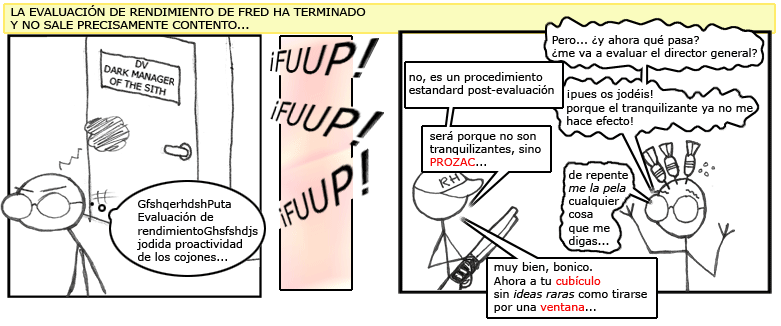 LA EVALUACIÓN DE RENDIMIENTO DE FRED HA TERMINADO
Y NO SALE PRECISAMENTE CONTENTO...
DV
DARK MANAGER
OF THE SITH
GfshqerhdshPuta
Evaluación de
rendimientoGhsfshdjs
jodida proactividad
de los cojones...
¡FUUP!
¡FUUP!
¡FUUP!
Pero... ¿y ahora qué pasa?
¿me va a evaluar el director general?
no, es un procedimiento
estandard post-evaluación
¡pues os jodéis!
porque el tranquilizante ya no me
hace efecto!
será porque no son
tranquilizantes, sino
PROZAC...
RH
de repente
me la pela
cualquier
cosa
que me
digas...
muy bien, bonico.
Ahora a tu cubículo
sin ideas raras como tirarse
por una ventana...